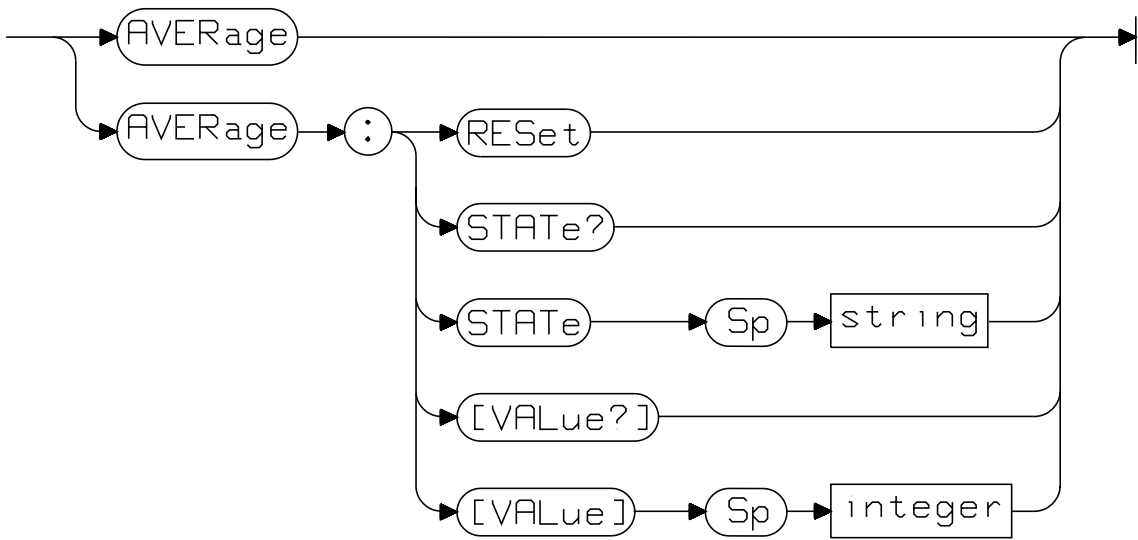 AVERage
AVERage : RESet
STATe?
STATe Sp string
[VALue?]
[VALue] Sp integer